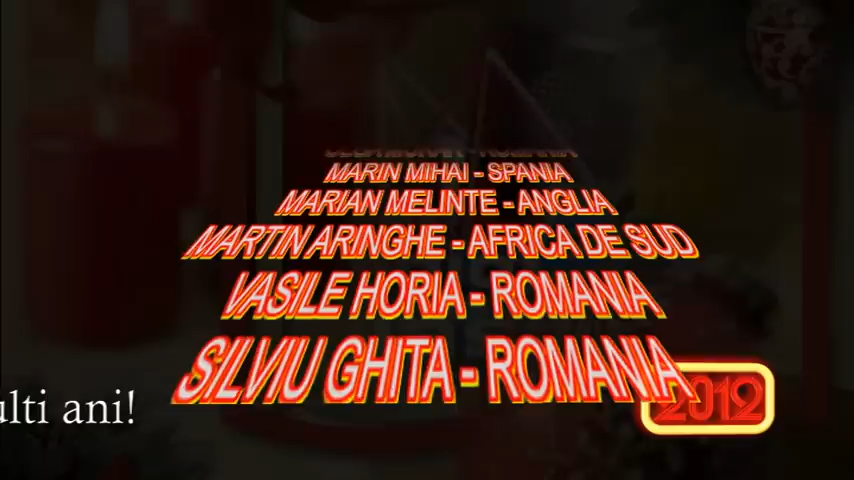 MARIN MIHAI - SPANIA
MARIAN MELINTE - ANGLIA
MARTIN ARINGHE - AFRICA DE SUD
VASILE HORIA - ROMANIA
SILVIU GHITA - ROMANIA
2012
ulti ani!